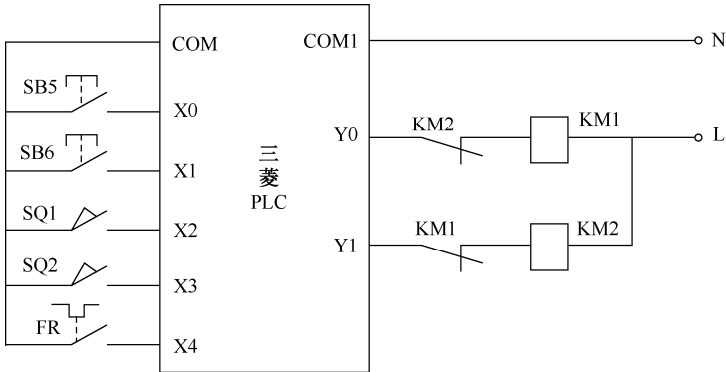 COM
COM1
N
SB5
X0
Y0
KM2
KM1
L
SB6
X1
三
菱
PLC
SQ1
X2
Y1
KM1
KM2
SQ2
X3
FR
X4